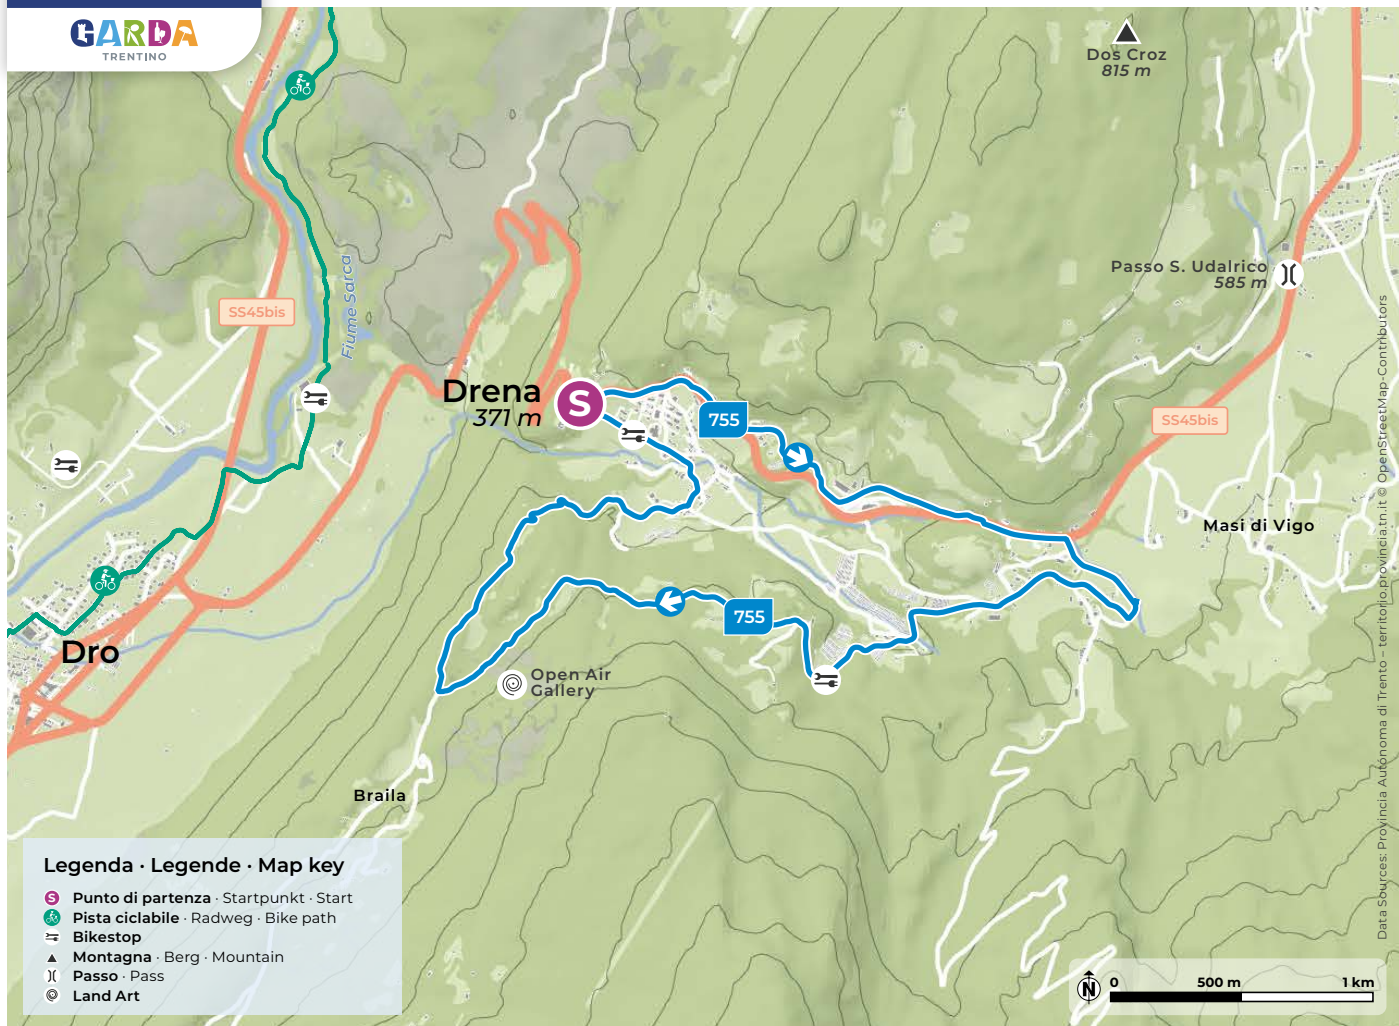 GARDA
TRENTINO
Dos Croz
815 m
Passo S. Udalrico
585 m
SS45bis
Fiume Sarca
Drena
371 m
S
755
SS45bis
Masi di Vigo
755
Dro
Open Air
Gallery
Braila
Legenda · Legende · Map key
S Punto di partenza · Startpunkt · Start
Pista ciclabile · Radweg · Bike path
Bikestop
Montagna · Berg · Mountain
Passo · Pass
Land Art
N
0 500 m 1 km
Data Sources: Provincia Autonoma di Trento – territorio.provincia.tn.it © OpenStreetMap-Contributors